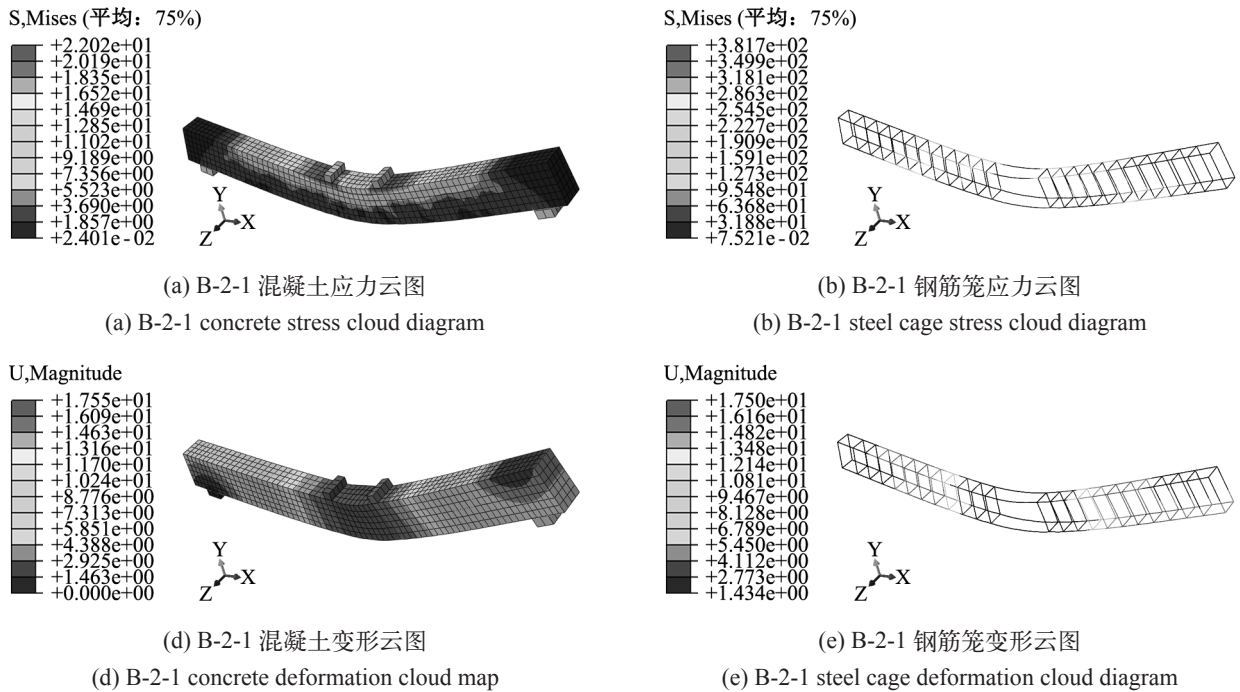 S,Mises (平均：75%)
+2.202e+01
+2.019e+01
+1.835e+01
+1.652e+01
+1.469e+01
+1.285e+01
+1.102e+01
+9.189e+00
+7.356e+00
+5.523e+00
+3.690e+00
+1.857e+00
+2.401e-02
Y
X
Z
(a) B-2-1 混凝土应力云图
(a) B-2-1 concrete stress cloud diagram
S,Mises (平均：75%)
+3.817e+02
+3.499e+02
+3.181e+02
+2.863e+02
+2.545e+02
+2.227e+02
+1.909e+02
+1.591e+02
+1.273e+02
+9.548e+01
+6.368e+01
+3.188e+01
+7.521e-02
Y
X
Z
(b) B-2-1 钢筋笼应力云图
(b) B-2-1 steel cage stress cloud diagram
U,Magnitude
+1.755e+01
+1.609e+01
+1.463e+01
+1.316e+01
+1.170e+01
+1.024e+01
+8.776e+00
+7.313e+00
+5.851e+00
+4.388e+00
+2.925e+00
+1.463e+00
+0.000e+00
Y
X
Z
(d) B-2-1 混凝土变形云图
(d) B-2-1 concrete deformation cloud map
U,Magnitude
+1.750e+01
+1.616e+01
+1.482e+01
+1.348e+01
+1.214e+01
+1.081e+01
+9.467e+00
+8.128e+00
+6.789e+00
+5.450e+00
+4.112e+00
+2.773e+00
+1.434e+00
Y
X
Z
(e) B-2-1 钢筋笼变形云图
(e) B-2-1 steel cage deformation cloud diagram